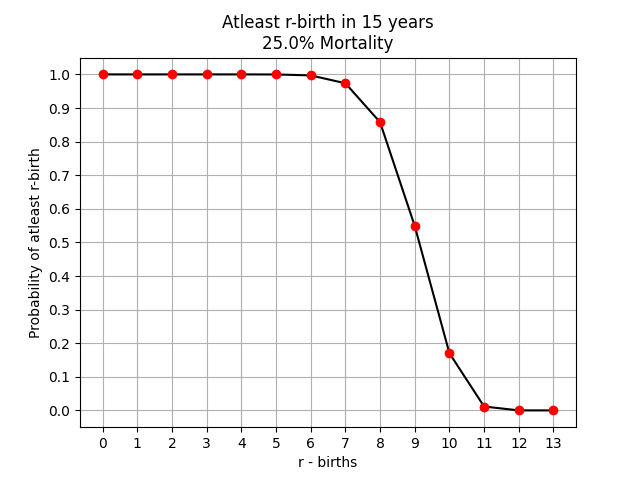 Atleast r-birth in 15 years
25.0% Mortality
Probability of atleast r-birth
1.0
0.9
0.8
0.7
0.6
0.5
0.4
0.3
0.2
0.1
0.0
0 1 2 3 4 5 6 7 8 9 10 11 12 13
r - births